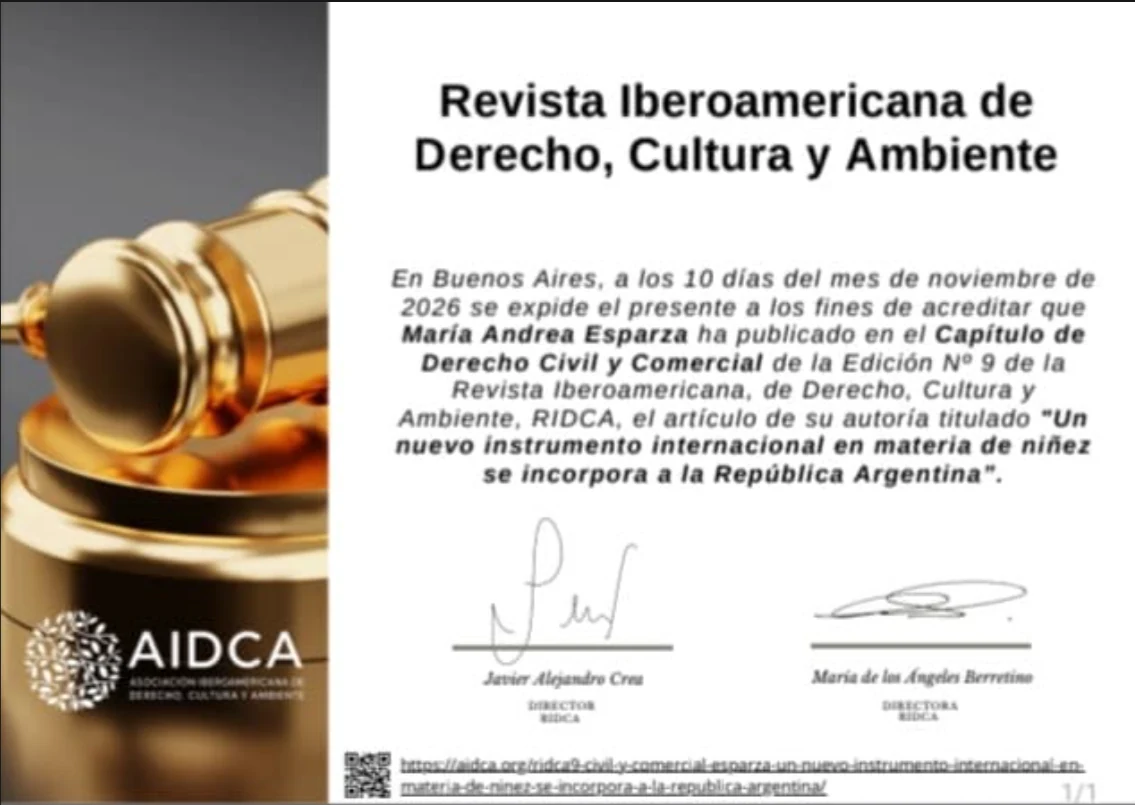 Revista Iberoamericana de
Derecho, Cultura y Ambiente
En Buenos Aires, a los 10 días del mes de noviembre de
2026 se expide el presente a los fines de acreditar que
María Andrea Esparza ha publicado en el Capítulo de
Derecho Civil y Comercial de la Edición Nº 9 de la
Revista Iberoamericana, de Derecho, Cultura y
Ambiente, RIDCA, el artículo de su autoría titulado "Un
nuevo instrumento internacional en materia de niñez
se incorpora a la República Argentina”.
Javier Alejandro Crea
DIRECTOR
RIDCA
María de los Ángeles Berretino
DIRECTORA
RIDCA
AIDCA
ASOCIACIÓN IBEROAMERICANA DE
DERECHO, CULTURA Y AMBIENTE
https://aidca.org/ridca9-civil-y-comercial-esparza-un-nuevo-instrumento-internacional-en-
materia-de-ninez-se-incorpora-a-la-republica-argentina/
1/1